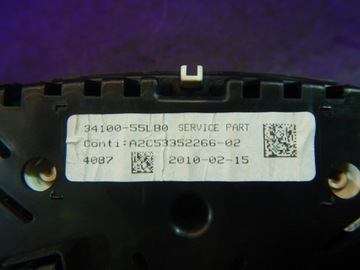 34100-55LB0 SERVICE PART
Conti:A2C53352266-02
4087 2010-02-15